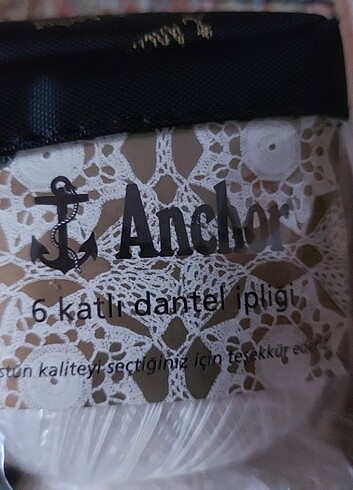 Anchor
6 katlı dantel ipliği
kaliteyi seçtiğiniz için teşekkür